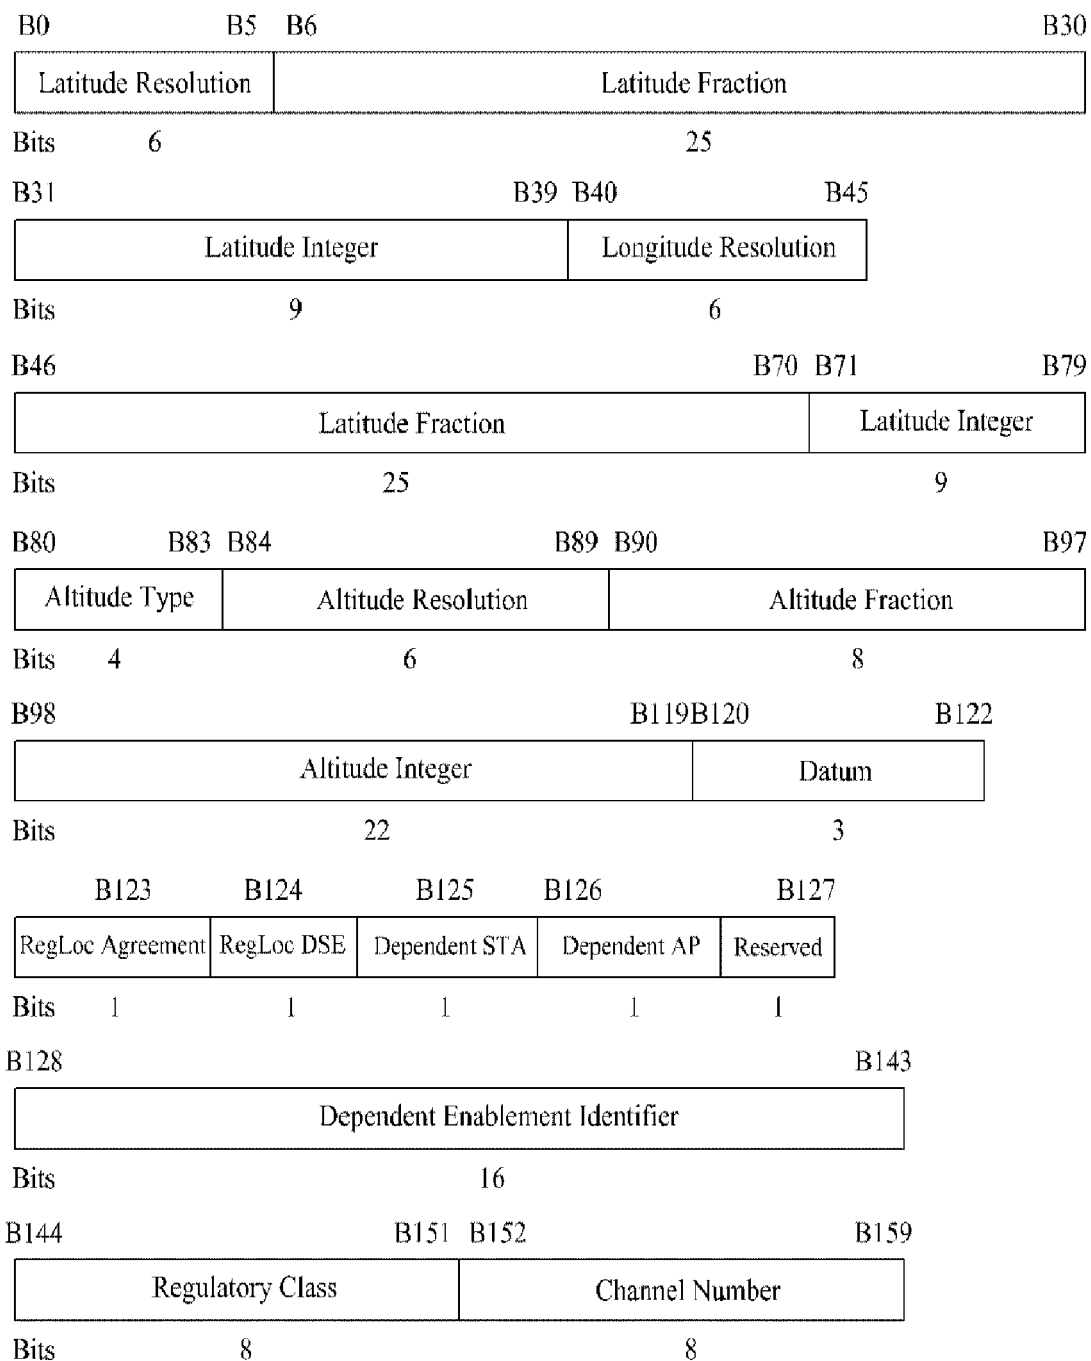 B0 B5 B6 B30
Latitude Resolution Latitude Fraction
Bits 6 25
B31 B39 B40 B45
Latitude Integer Longitude Resolution
Bits 9 6
B46 B70 B71 B79
Latitude Fraction Latitude Integer
Bits 25 9
B80 B83 B84 B89 B90 B97
Altitude Type Altitude Resolution Altitude Fraction
Bits 4 6 8
B98 B119 B120 B122
Altitude Integer Datum
Bits 22 3
B123 B124 B125 B126 B127
RegLoc Agreement RegLoc DSE Dependent STA Dependent AP Reserved
Bits 1 1 1 1 1
B128 B143
Dependent Enablement Identifier
Bits 16
B144 B151 B152 B159
Regulatory Class Channel Number
Bits 8 8